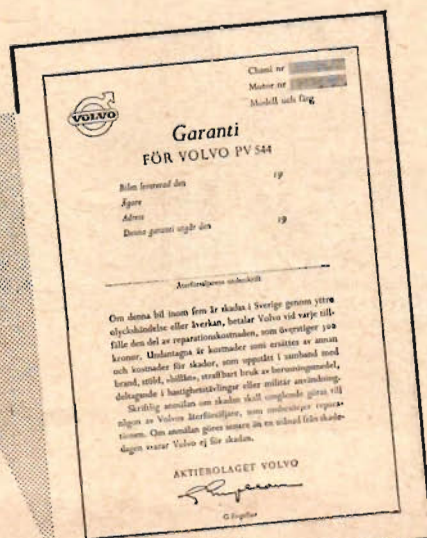 Chassi nr
Motor nr
Modell och färg
VOLVO
Garanti
FÖR VOLVO PV 544
Bilen levererad den 19
Ägare
Adress
Denna garanti utgår den 19
Återförsäljarens underskrift
Om denna bil inom fem år skadas i Sverige genom yttre
olyckshändelse eller åverkan, betalar Volvo vid varje till-
fälle den del av reparationskostnaden, som överstiger 300
kronor. Undantagna är kostnader som ersättes av annan
och kostnader för skador, som uppstått i samband med
brand, stöld, »billån», straffbart bruk av berusningsmedel,
deltagande i hastighetstävlingar eller militär användning.
Skriftlig anmälan om skadan skall omgående göras till
någon av Volvos återförsäljare, som ombesörjer repara-
tionen. Om anmälan göres senare än en månad från skade-
dagen svarar Volvo ej för skadan.
AKTIEBOLAGET VOLVO
G Engellau